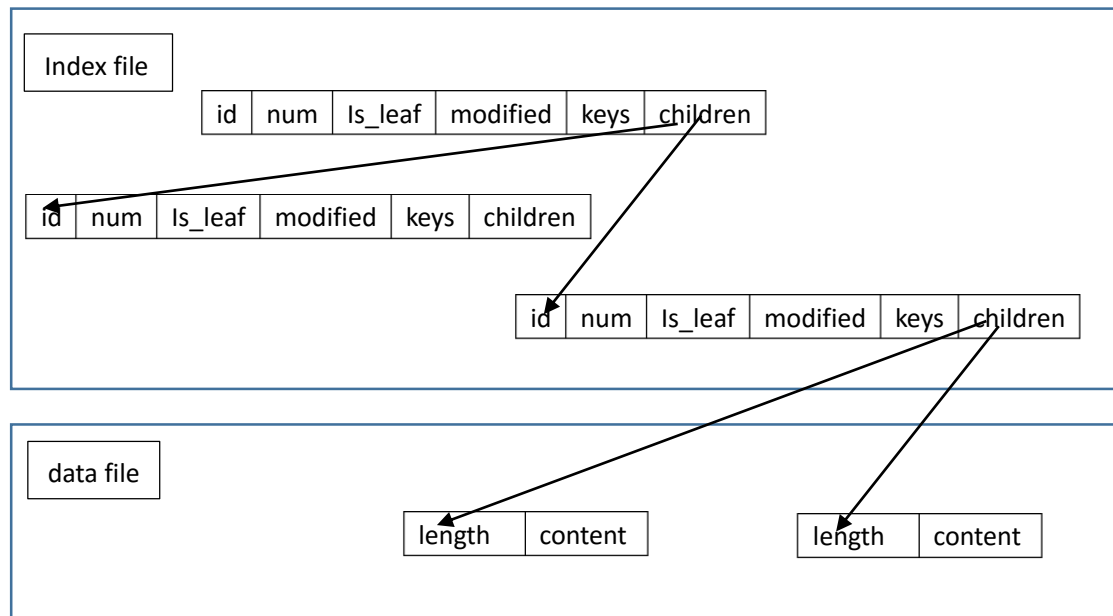 Index file
id num Is_leaf modified keys children
id num Is_leaf modified keys children
id num Is_leaf modified keys children
data file
length content length content